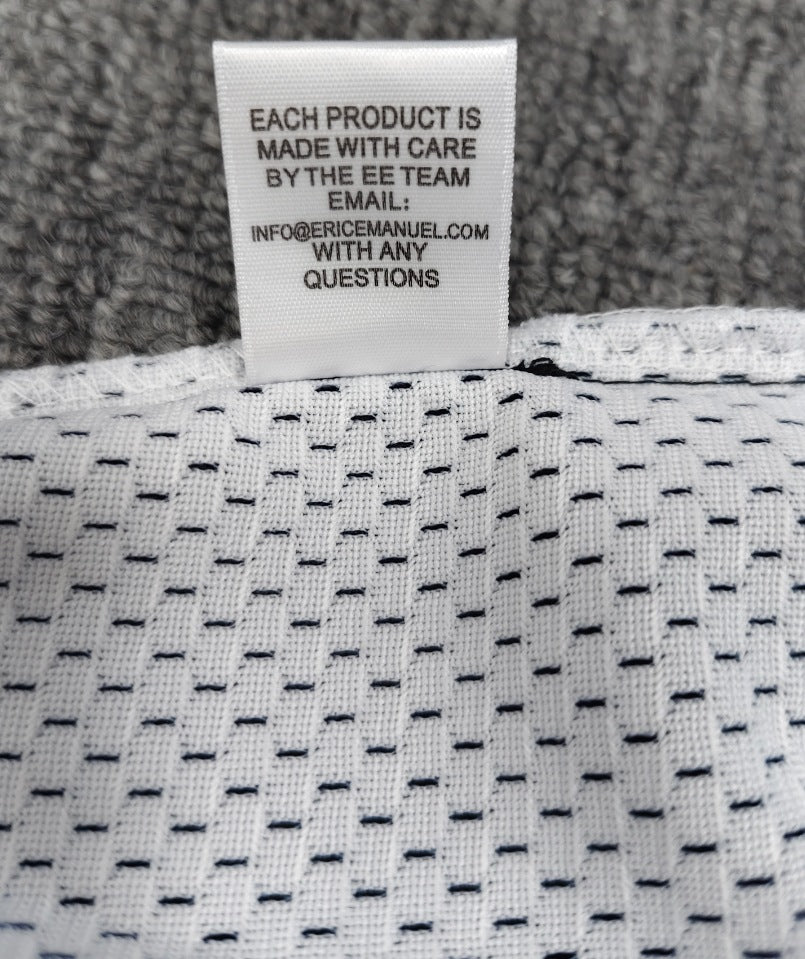 EACH PRODUCT IS
MADE WITH CARE
BY THE EE TEAM
EMAIL:
INFO@ERICEMANUEL.COM
WITH ANY
QUESTIONS